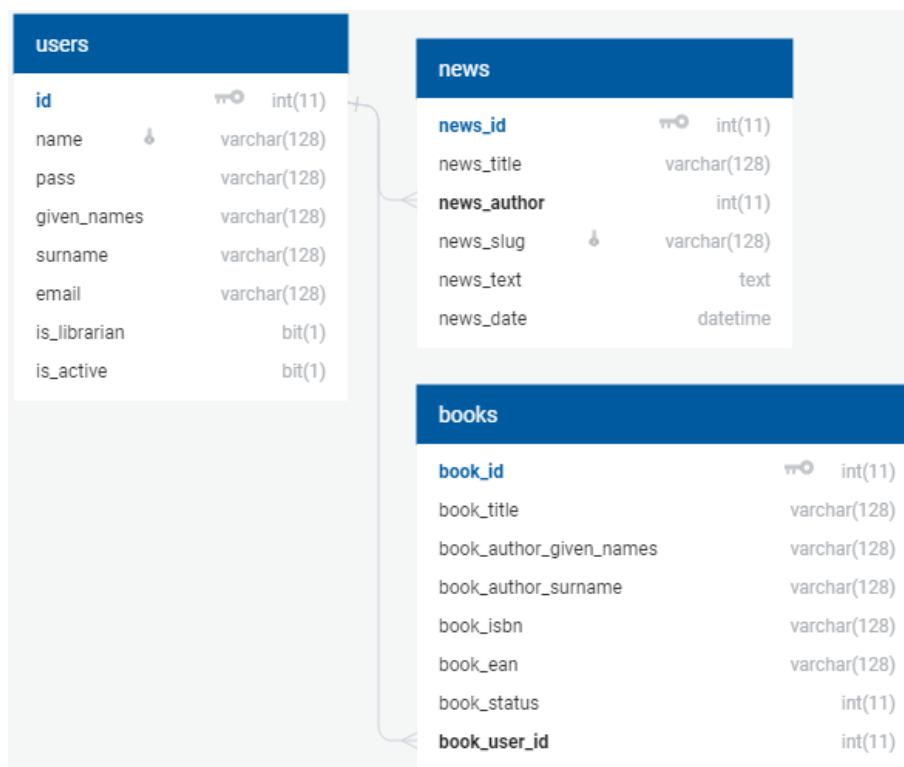 users
id int(11)
name varchar(128)
pass varchar(128)
given_names varchar(128)
surname varchar(128)
email varchar(128)
is_librarian bit(1)
is_active bit(1)
news
news_id int(11)
news_title varchar(128)
news_author int(11)
news_slug varchar(128)
news_text text
news_date datetime
books
book_id int(11)
book_title varchar(128)
book_author_given_names varchar(128)
book_author_surname varchar(128)
book_isbn varchar(128)
book_ean varchar(128)
book_status int(11)
book_user_id int(11)